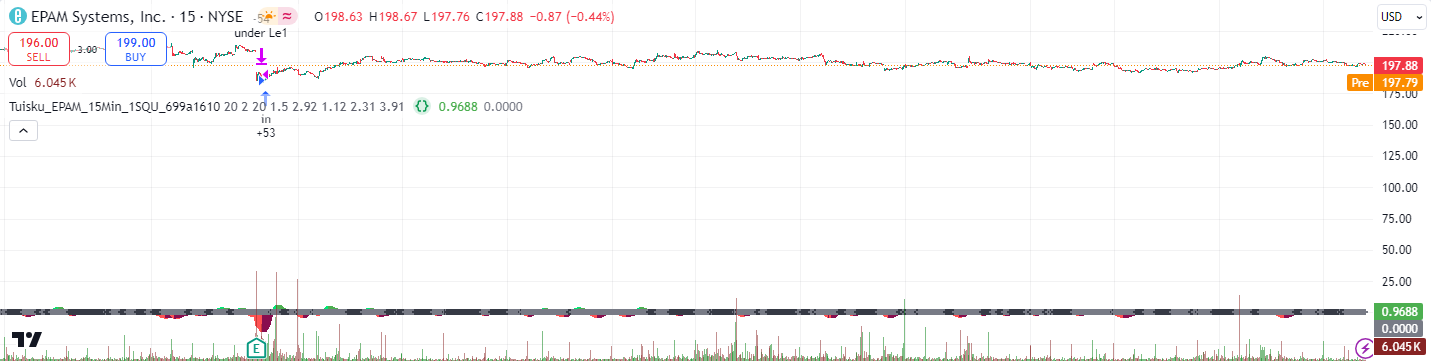 EPAM Systems, Inc. · 15 · NYSE O198.63 H198.67 L197.76 C197.88 −0.87 (−0.44%)
USD
under Le1
196.00 SELL 3.00 199.00 BUY
Vol 6.045 K
Tuisku_EPAM_15Min_1SQU_699a1610 20 2 20 1.5 2.92 1.12 2.31 3.91 0.9688 0.0000
in
+53
197.88
Pre 197.79
175.00
150.00
125.00
100.00
75.00
50.00
25.00
0.9688
0.0000
6.045 K
E